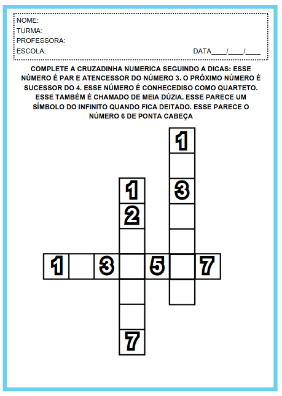 NOME:
TURMA:
PROFESSORA:
ESCOLA: DATA___/___/___
COMPLETE A CRUZADINHA NUMERICA SEGUINDO A DICAS: ESSE
NÚMERO É PAR E ATENCESSOR DO NÚMERO 3. O PRÓXIMO NÚMERO É
SUCESSOR DO 4. ESSE NÚMERO É CONHECEDISO COMO QUARTETO.
ESSE TAMBÉM É CHAMADO DE MEIA DÚZIA. ESSE PARECE UM
SÍMBOLO DO INFINITO QUANDO FICA DEITADO. ESSE PARECE O
NÚMERO 6 DE PONTA CABEÇA
1
1 3
2
1 3 5 7
7